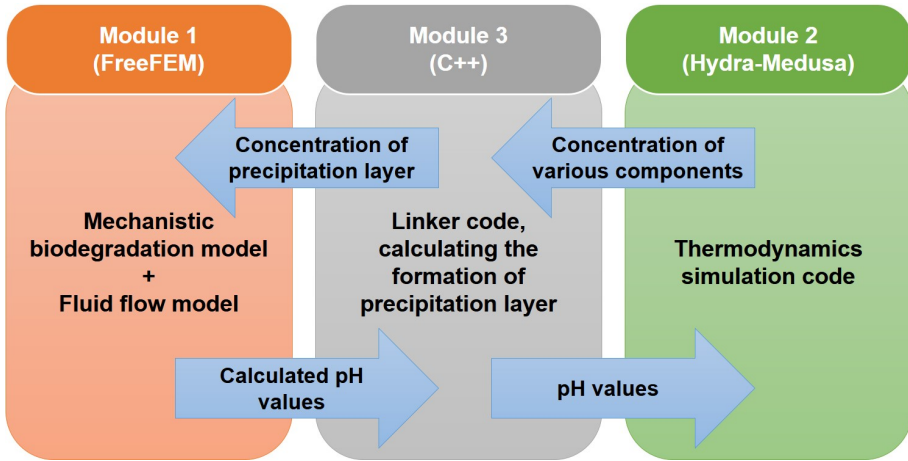 Module 1
(FreeFEM)
Module 3
(C++)
Module 2
(Hydra-Medusa)
Concentration of
precipitation layer
Concentration of
various components
Mechanistic
biodegradation model
+
Fluid flow model
Linker code,
calculating the
formation of
precipitation layer
Thermodynamics
simulation code
Calculated pH
values
pH values